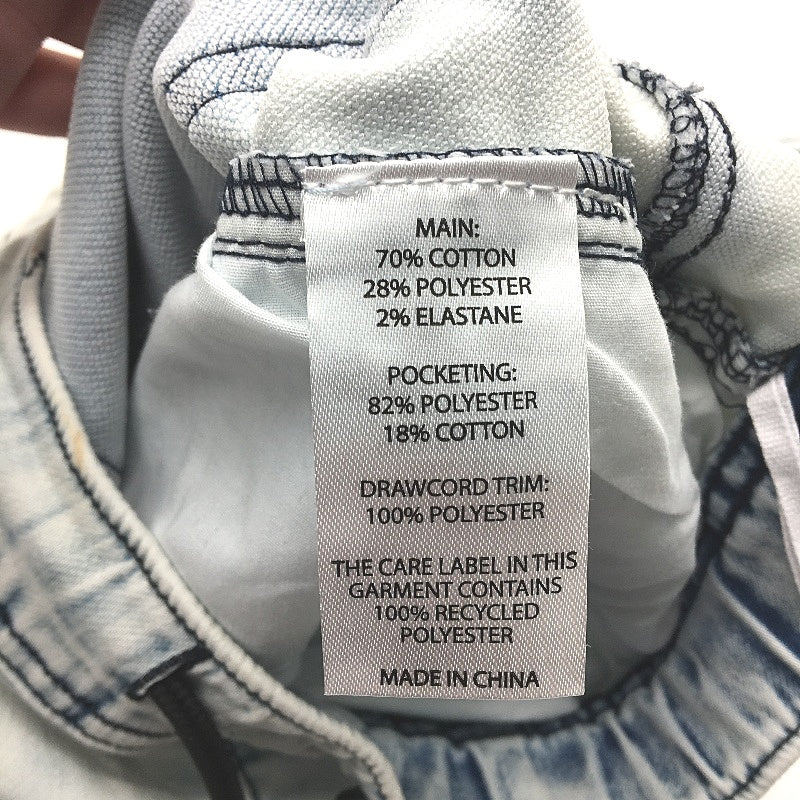 MAIN:
70% COTTON
28% POLYESTER
2% ELASTANE
POCKETING:
82% POLYESTER
18% COTTON
DRAWCORD TRIM:
100% POLYESTER
THE CARE LABEL IN THIS
GARMENT CONTAINS
100% RECYCLED
POLYESTER
MADE IN CHINA